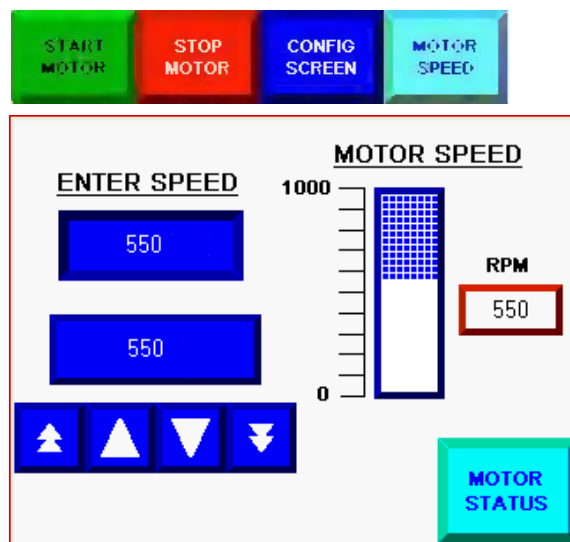 START
MOTOR
STOP
MOTOR
CONFIG
SCREEN
MOTOR
SPEED
MOTOR SPEED
ENTER SPEED
1000
550
RPM
550
550
0
MOTOR
STATUS